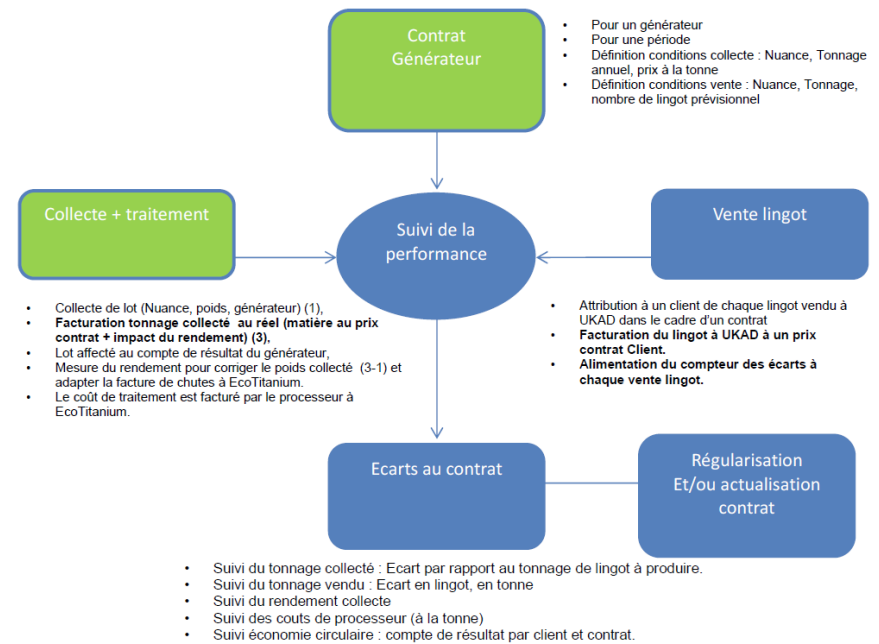 Contrat
Générateur
• Pour un générateur
• Pour une période
• Définition conditions collecte : Nuance, Tonnage
annuel, prix à la tonne
• Définition conditions vente : Nuance, Tonnage,
nombre de lingot prévisionnel
Collecte + traitement
Suivi de la
performance
Vente lingot
• Collecte de lot (Nuance, poids, générateur) (1),
• Facturation tonnage collecté au réel (matière au prix
contrat + impact du rendement) (3),
• Lot affecté au compte de résultat du générateur,
• Mesure du rendement pour corriger le poids collecté (3-1) et
adapter la facture de chutes à EcoTitanium.
• Le coût de traitement est facturé par le processeur à
EcoTitanium.
• Attribution à un client de chaque lingot vendu à
UKAD dans le cadre d'un contrat
• Facturation du lingot à UKAD à un prix
contrat Client.
• Alimentation du compteur des écarts à
chaque vente lingot.
Ecarts au contrat
Régularisation
Et/ou actualisation
contrat
• Suivi du tonnage collecté : Ecart par rapport au tonnage de lingot à produire.
• Suivi du tonnage vendu : Ecart en lingot, en tonne
• Suivi du rendement collecte
• Suivi des couts de processeur (à la tonne)
• Suivi économie circulaire : compte de résultat par client et contrat.